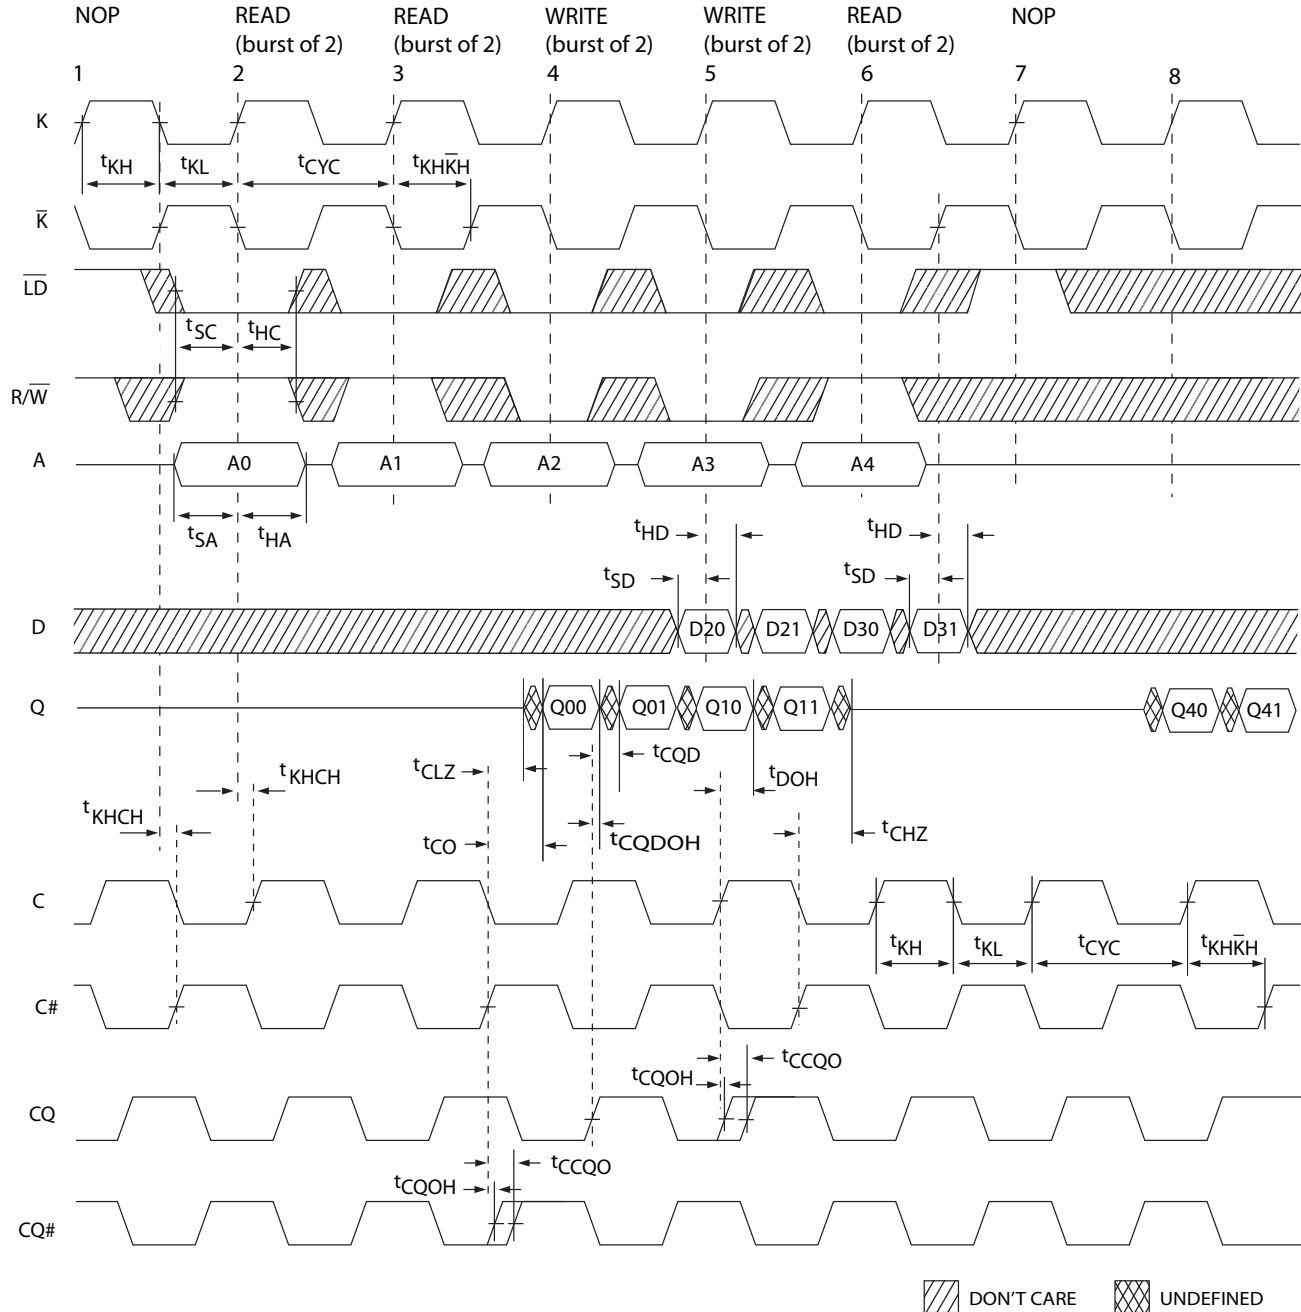 NOP READ READ WRITE WRITE READ NOP
(burst of 2) (burst of 2) (burst of 2) (burst of 2) (burst of 2)
1 2 3 4 5 6 7 8
K
tKH tKL tCYC tKHK̅H
K̅
L̅D̅
tSC tHC
R/W̅
A A0 A1 A2 A3 A4
tSA tHA tHD tHD
tSD tSD
D D20 D21 D30 D31
Q Q00 Q01 Q10 Q11 Q40 Q41
tCLZ tKHCH tCQD tDOH
tKHCH tCO tCQDOH tCHZ
C
tKH tKL tCYC tKHK̅H
C#
tCQOH tCCQO
CQ
tCQOH tCCQO
CQ#
DON'T CARE UNDEFINED